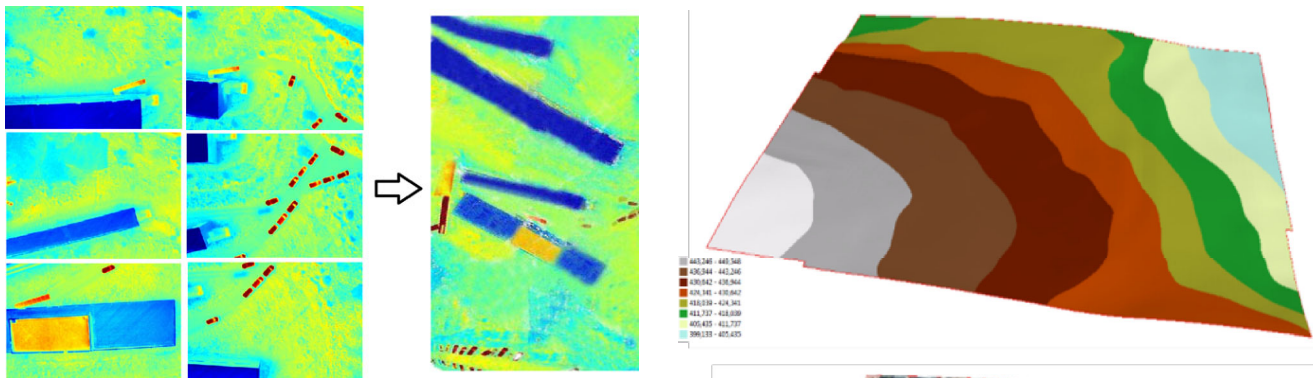 443,246 - 449,548
436,944 - 443,246
430,642 - 436,944
424,341 - 430,642
418,039 - 424,341
411,737 - 418,039
405,435 - 411,737
399,133 - 405,435